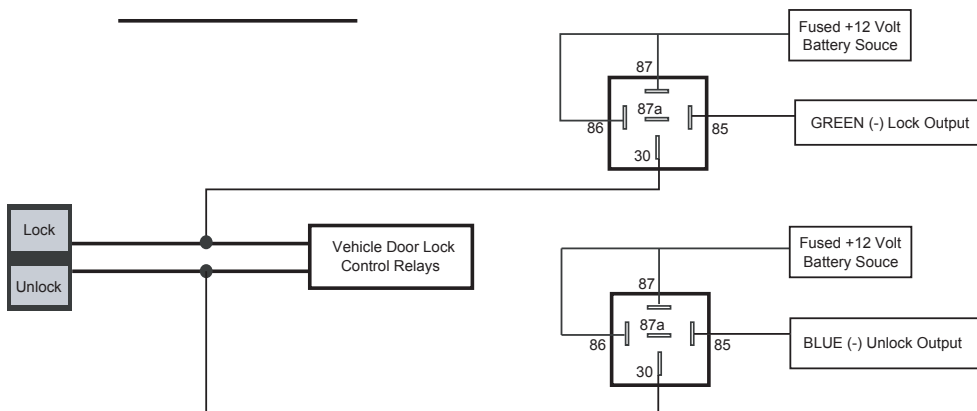 Fused +12 Volt
Battery Souce
87
87a
86
85
GREEN (-) Lock Output
30
Lock
Vehicle Door Lock
Control Relays
Unlock
Fused +12 Volt
Battery Souce
87
87a
86
85
BLUE (-) Unlock Output
30